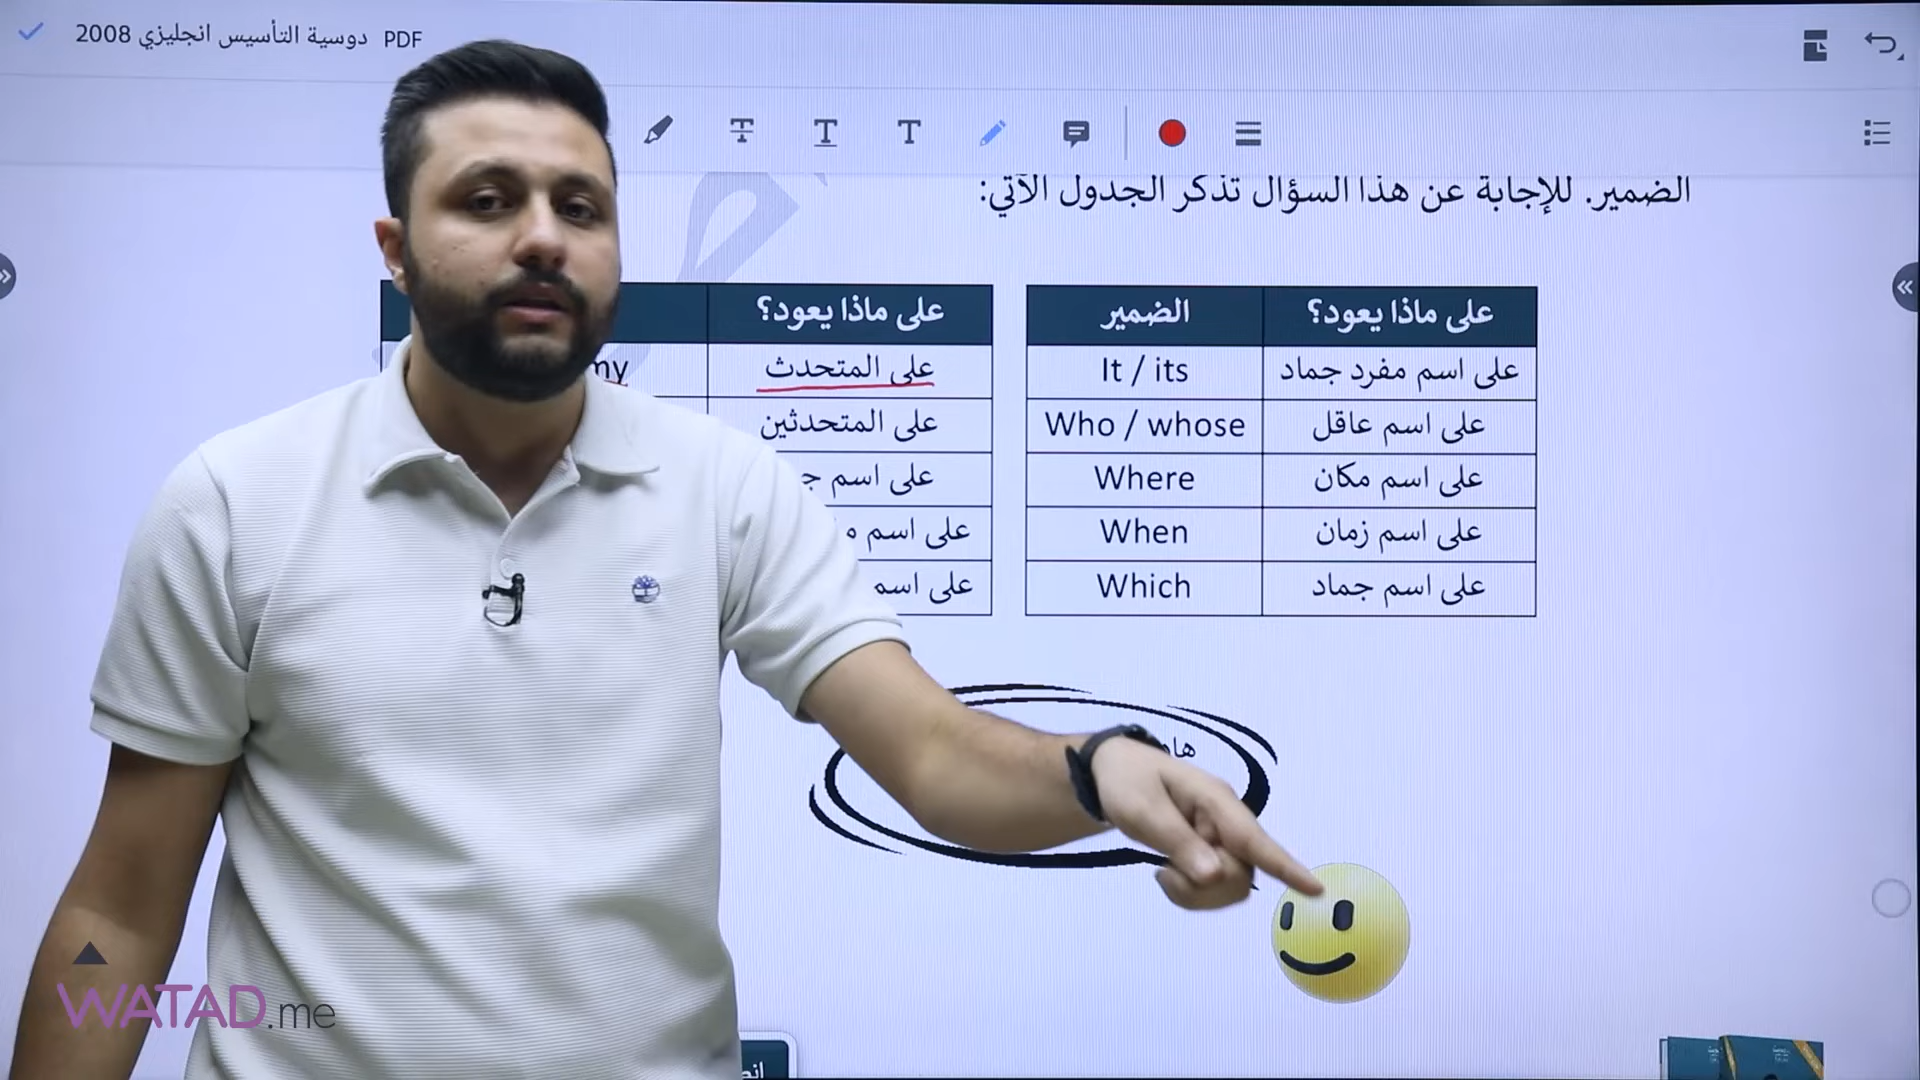 دوسية التأسيس انجليزي 2008 PDF
الضمير. للإجابة عن هذا السؤال تذكر الجدول الآتي:
الضمير على ماذا يعود؟
It / its على اسم مفرد جماد
Who / whose على اسم عاقل
Where على اسم مكان
When على اسم زمان
Which على اسم جماد
على ماذا يعود؟
my على المتحدث
على المتحدثين
على اسم
على اسم
على اسم
WATAD.me